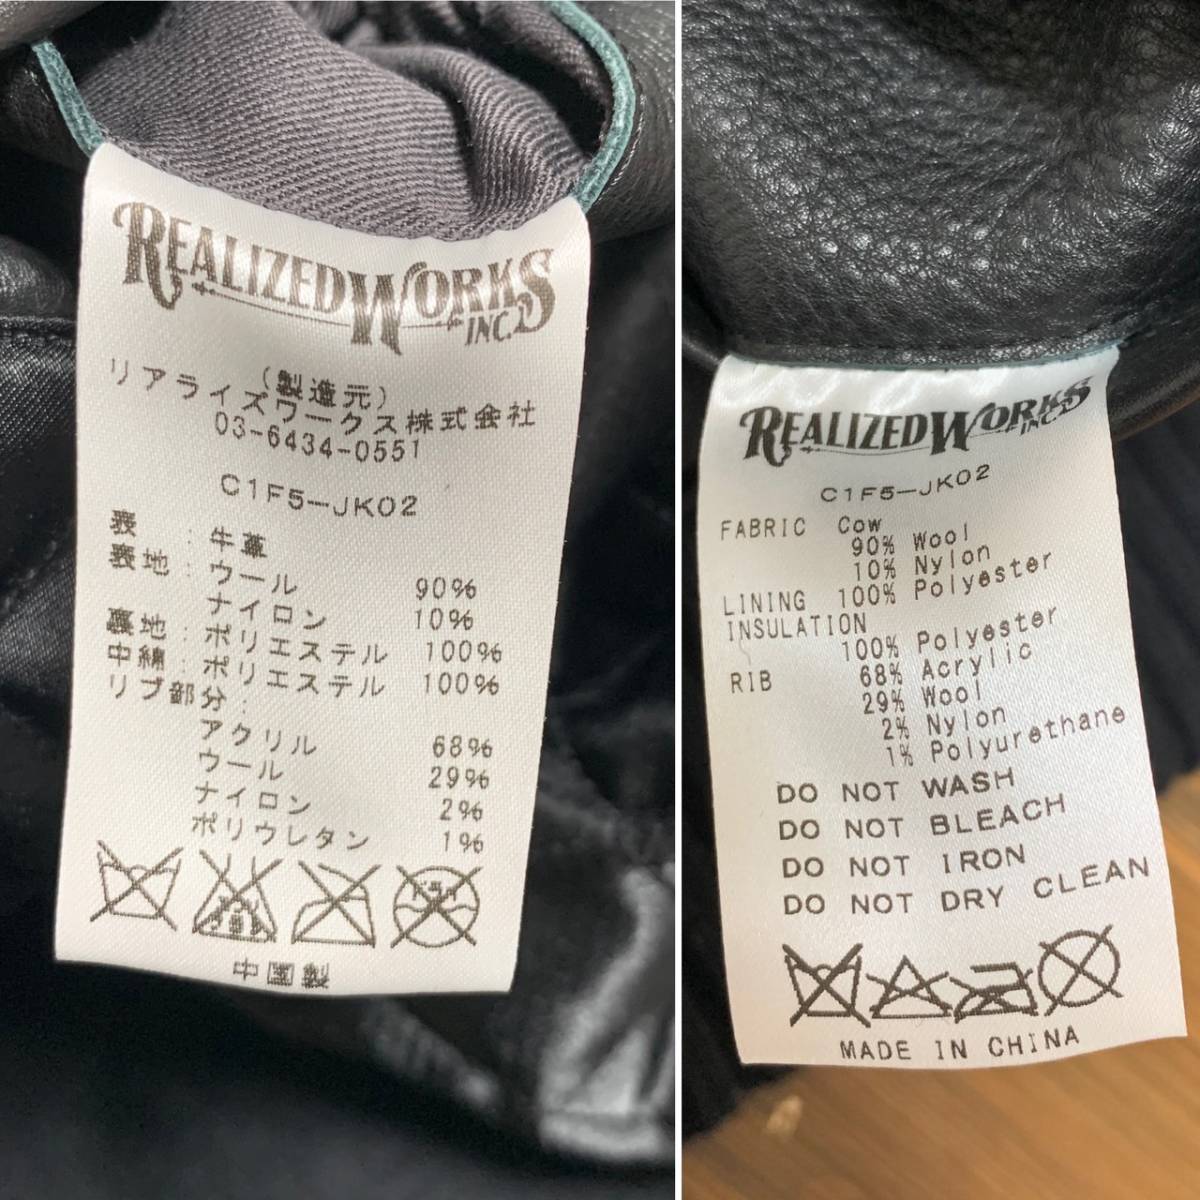 REALIZED WORKS
INC.
(製造元)
リアライズワークス株式会社
03-6434-0551
C1F5-JK02
表 : 牛革
表地 : ウール 90%
ナイロン 10%
裏地 : ポリエステル 100%
中綿 : ポリエステル 100%
リブ部分 :
アクリル 68%
ウール 29%
ナイロン 2%
ポリウレタン 1%
中国製
REALIZED WORKS
INC.
C1F5-JK02
FABRIC Cow
90% Wool
10% Nylon
LINING 100% Polyester
INSULATION
100% Polyester
RIB 68% Acrylic
29% Wool
2% Nylon
1% Polyurethane
DO NOT WASH
DO NOT BLEACH
DO NOT IRON
DO NOT DRY CLEAN
MADE IN CHINA